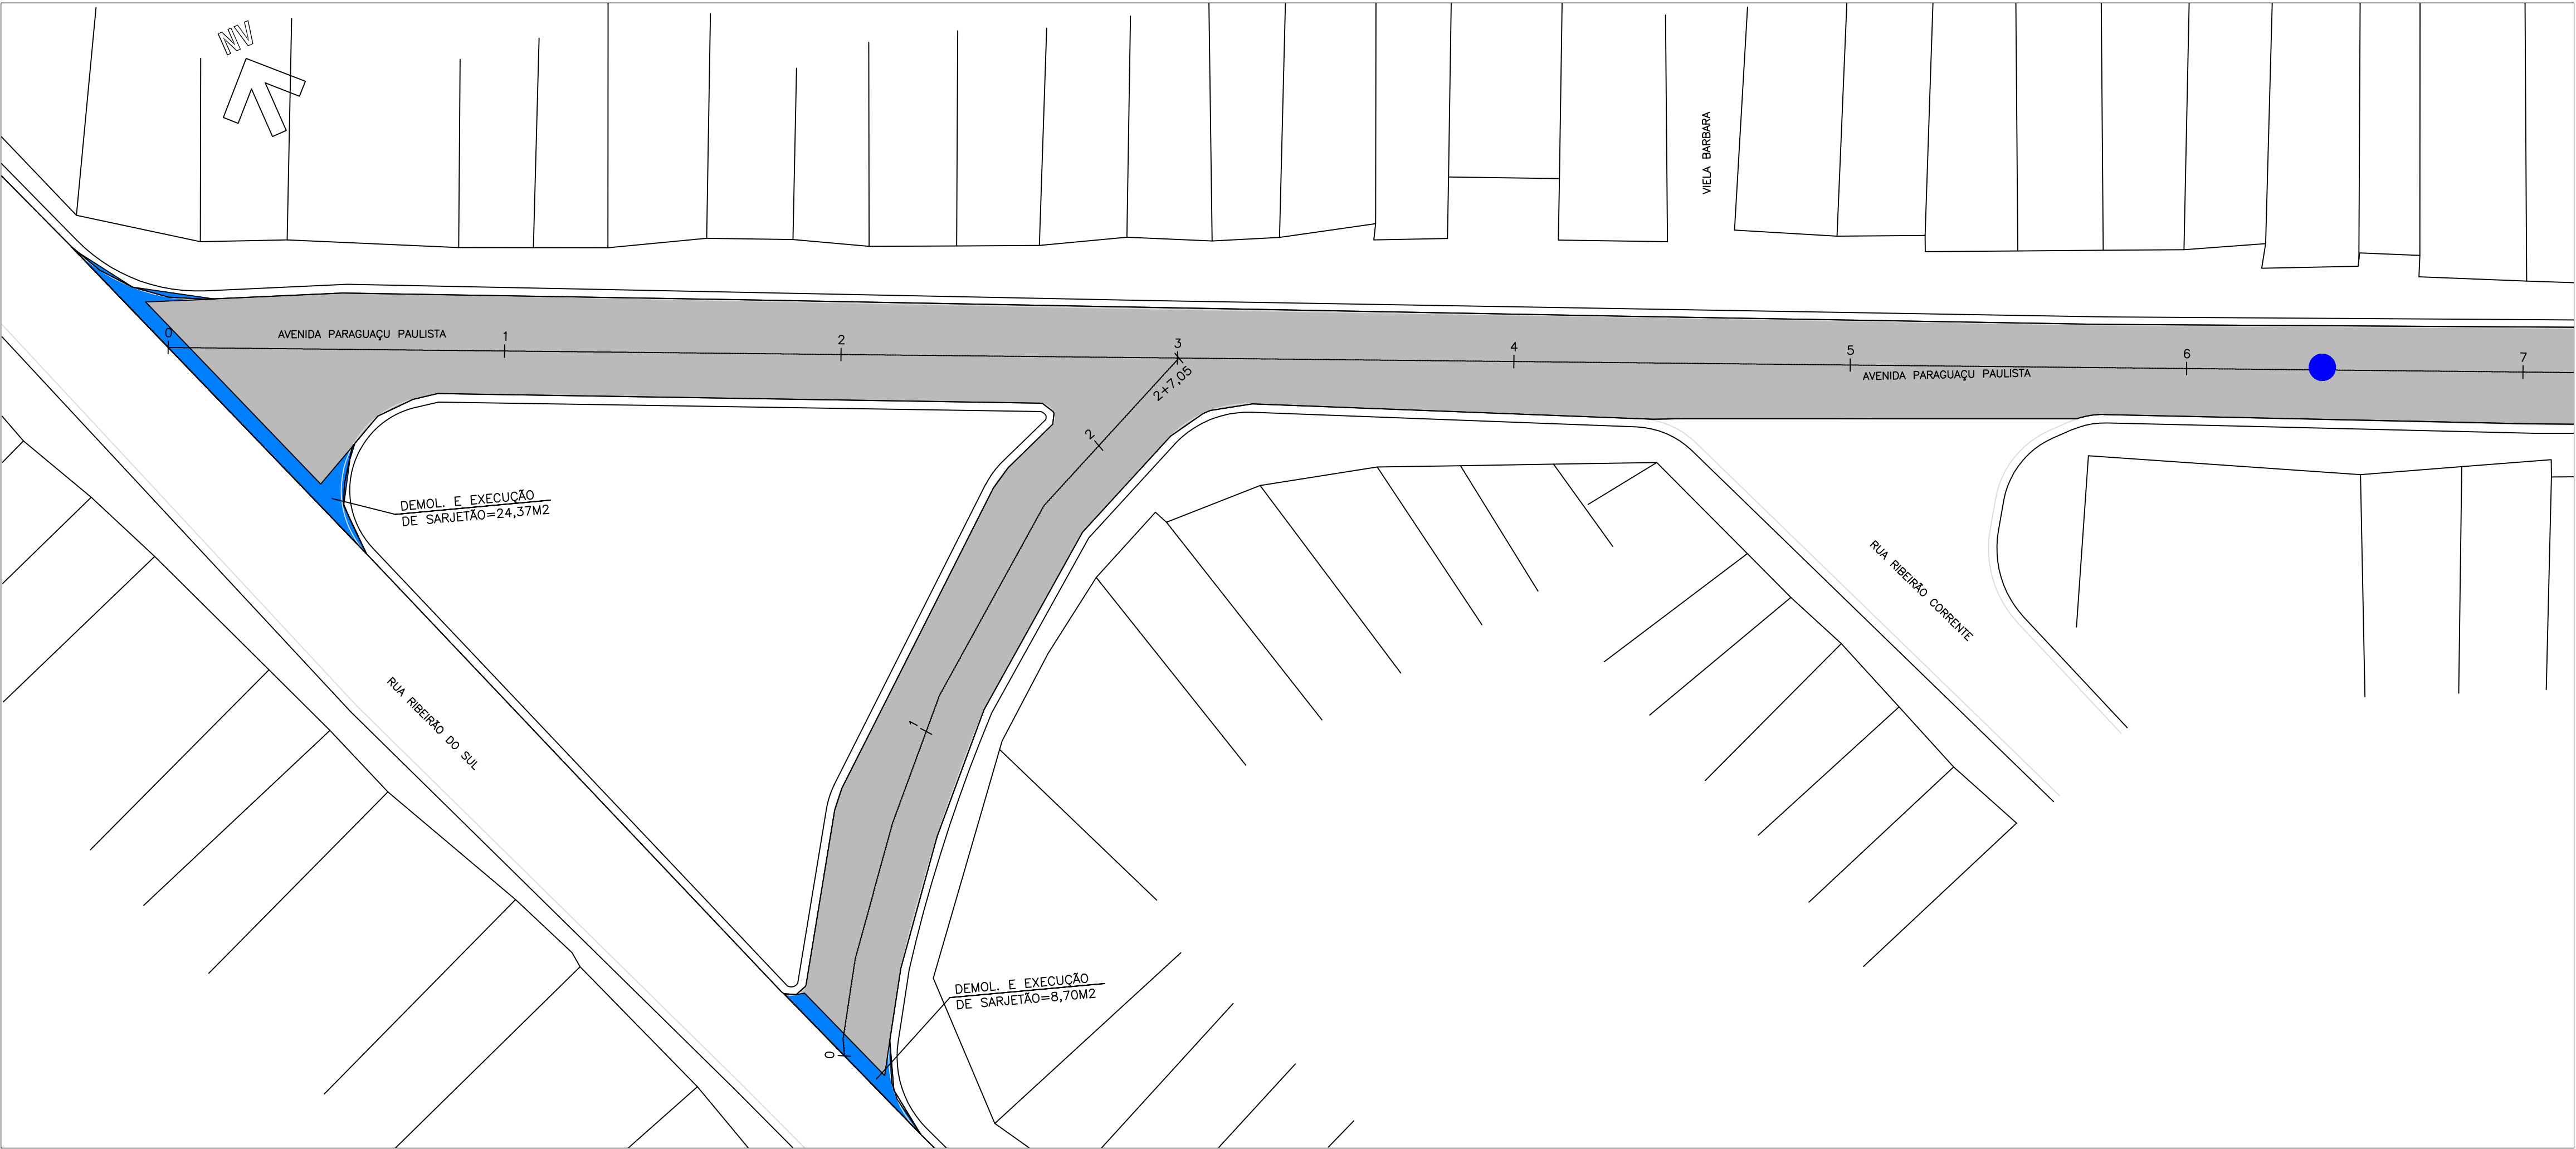 NV
VIELA BARBARA
0
AVENIDA PARAGUAÇU PAULISTA
1
2
3
4
5
AVENIDA PARAGUAÇU PAULISTA
6
7
2+7,05
2
DEMOL. E EXECUÇÃO
DE SARJETÃO=24,37M2
RUA RIBEIRÃO CORRENTE
RUA RIBEIRÃO DO SUL
1
DEMOL. E EXECUÇÃO
DE SARJETÃO=8,70M2
0